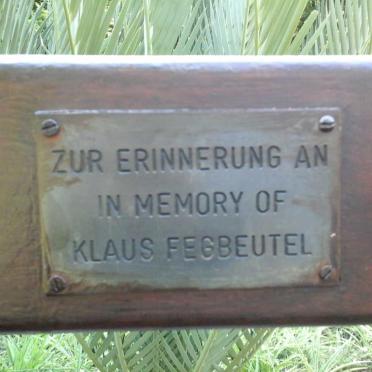 ZUR ERINNERUNG AN
IN MEMORY OF
KLAUS FEGBEUTEL